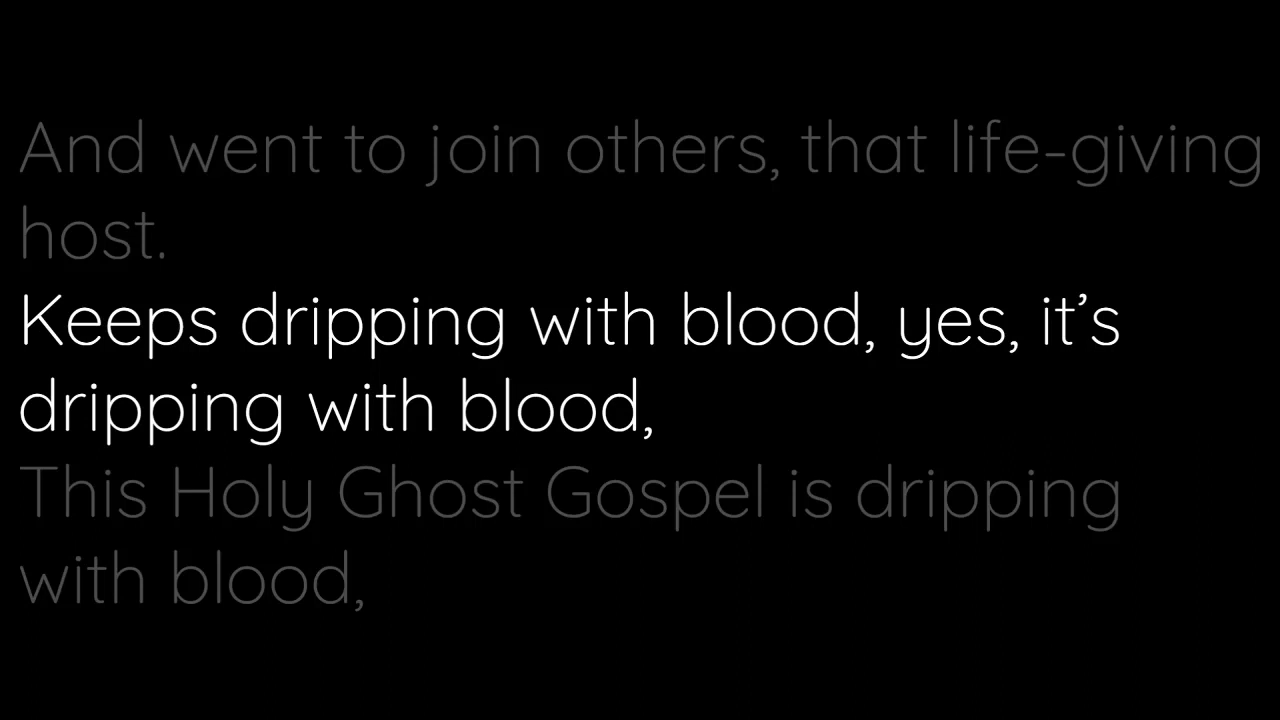 And went to join others, that life-giving
host.
Keeps dripping with blood, yes, it’s
dripping with blood,
This Holy Ghost Gospel is dripping
with blood,